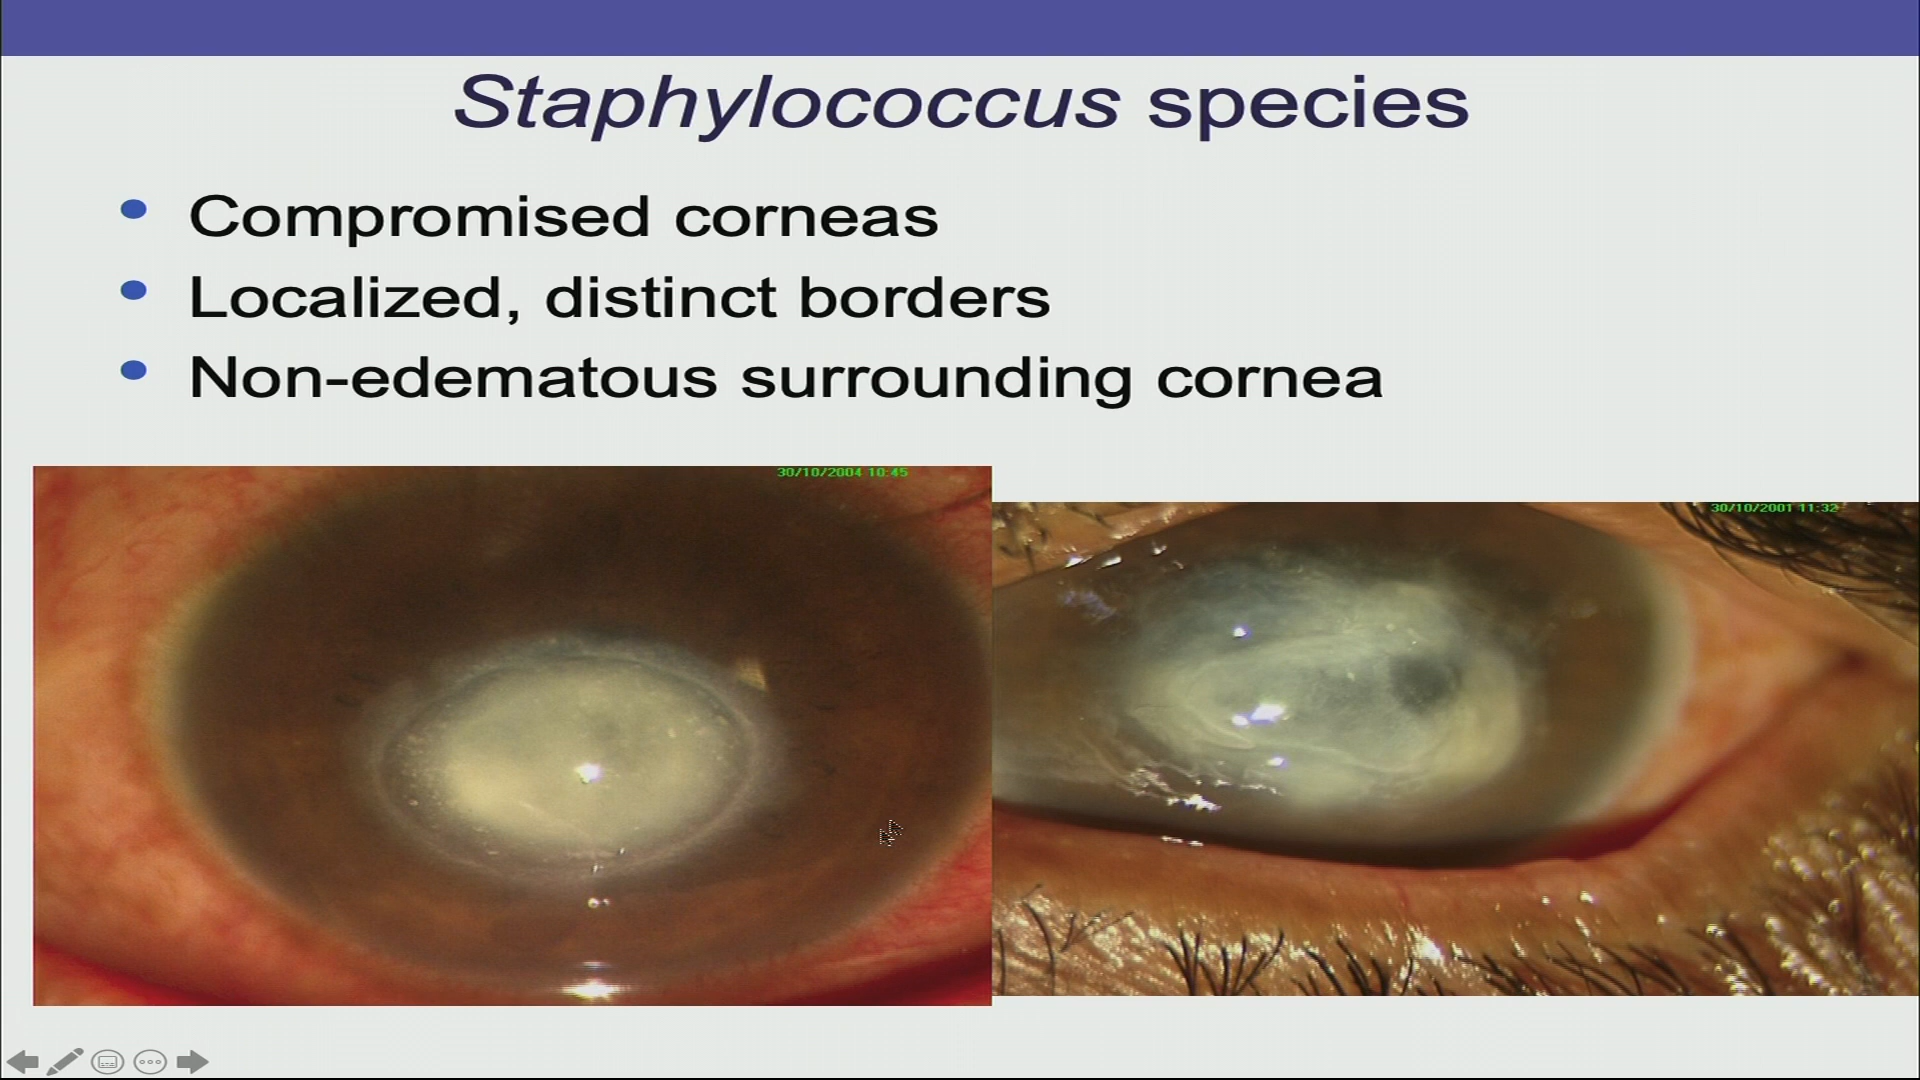 Staphylococcus species
• Compromised corneas
• Localized, distinct borders
• Non-edematous surrounding cornea
30/10/2004 10:45
30/10/2001 11:32